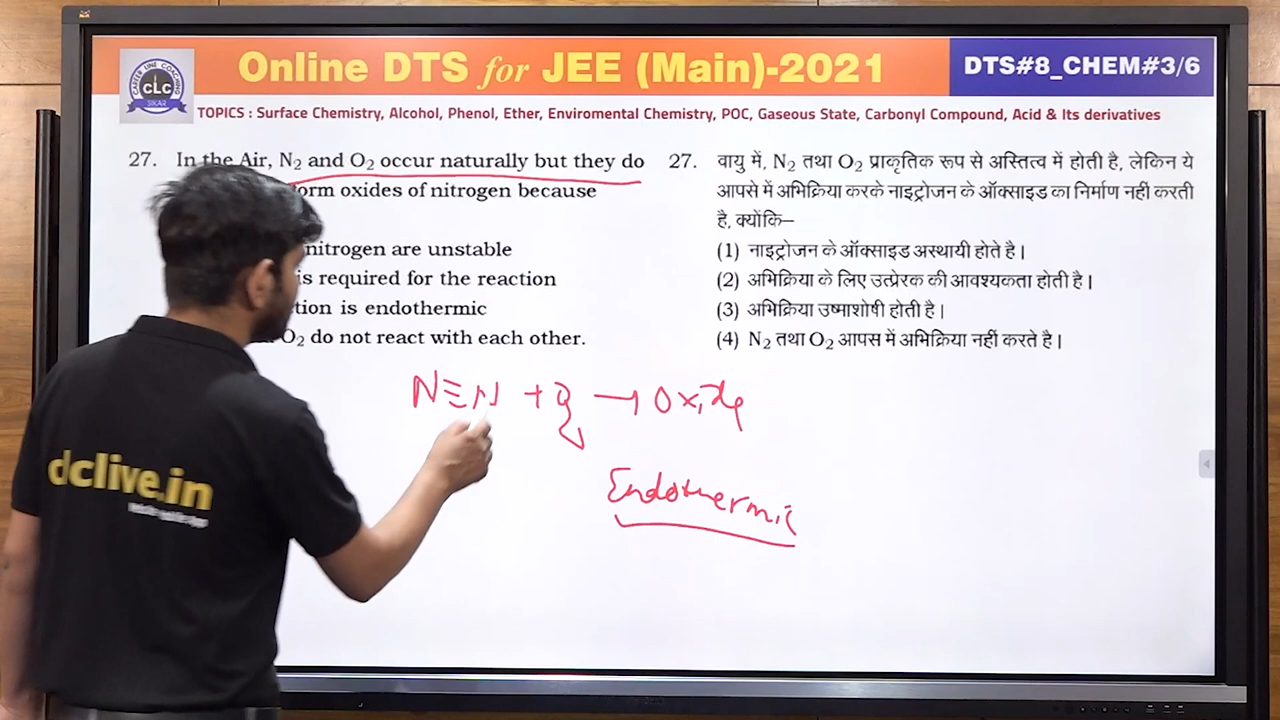 Online DTS for JEE (Main)-2021
DTS#8_CHEM#3/6
CAREER LINE COACHING
CLC
SIKAR
TOPICS : Surface Chemistry, Alcohol, Phenol, Ether, Enviromental Chemistry, POC, Gaseous State, Carbonyl Compound, Acid & Its derivatives
27. In the Air, N₂ and O₂ occur naturally but they do
form oxides of nitrogen because
nitrogen are unstable
is required for the reaction
tion is endothermic
O₂ do not react with each other.
27. वायु में, N₂ तथा O₂ प्राकृतिक रूप से अस्तित्व में होती है, लेकिन ये
आपसे में अभिक्रिया करके नाइट्रोजन के ऑक्साइड का निर्माण नहीं करती
है, क्योंकि–
(1) नाइट्रोजन के ऑक्साइड अस्थायी होते है।
(2) अभिक्रिया के लिए उत्प्रेरक की आवश्यकता होती है।
(3) अभिक्रिया उष्माशोषी होती है।
(4) N₂ तथा O₂ आपस में अभिक्रिया नहीं करते है।
N≡N + O₂ → Oxide
Endothermic
clclive.in